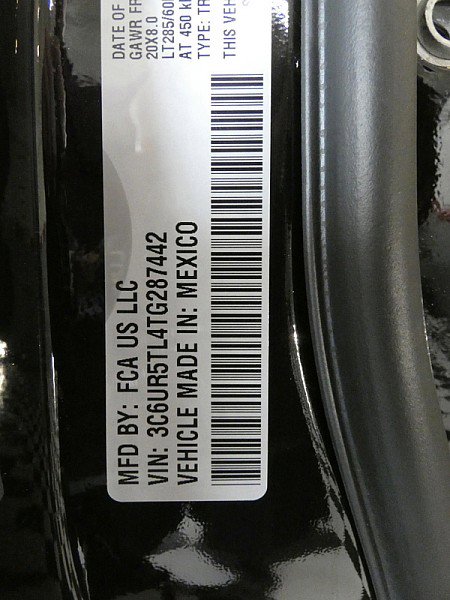 MFD BY: FCA US LLC
DATE OF
GAWR FR
20X8.0
LT285/60
AT 450 k
TYPE: TR
VIN: 3C6UR5TL4TG287442
VEHICLE MADE IN: MEXICO
THIS VEH